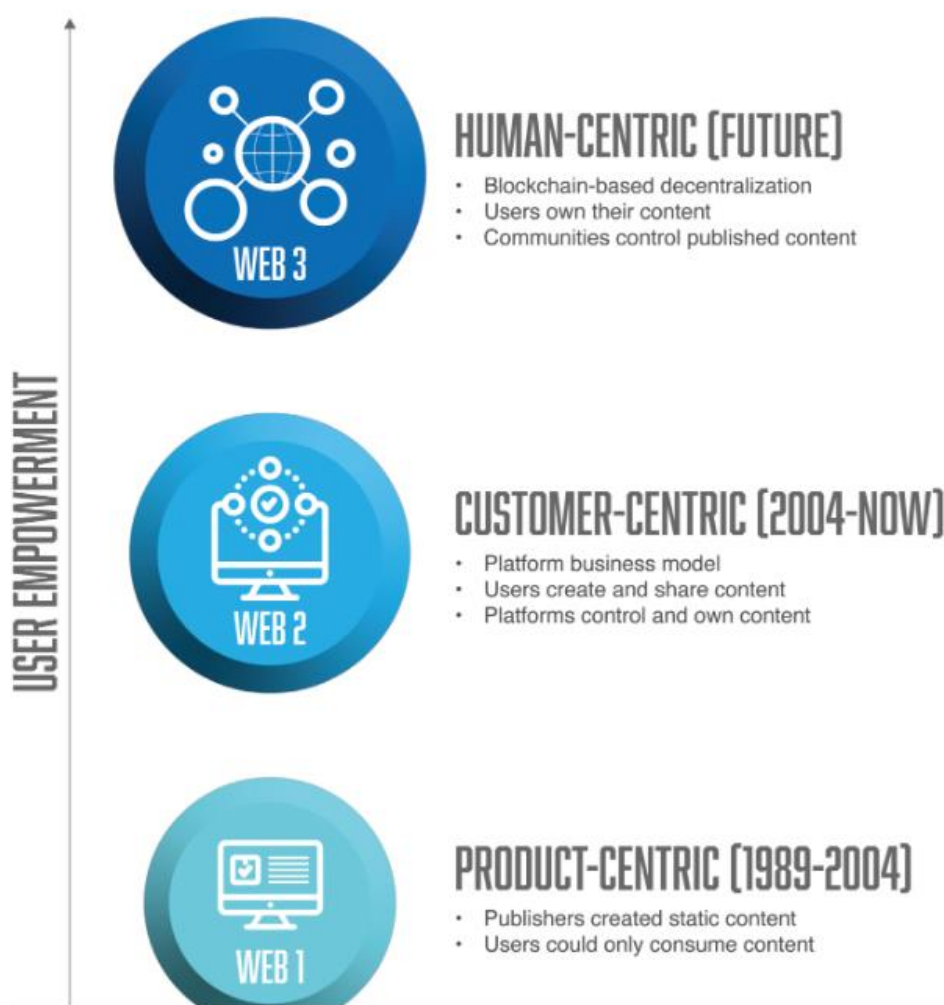 HUMAN-CENTRIC (FUTURE)
• Blockchain-based decentralization
• Users own their content
• Communities control published content
WEB 3
USER EMPOWERMENT
CUSTOMER-CENTRIC (2004-NOW)
• Platform business model
• Users create and share content
• Platforms control and own content
WEB 2
PRODUCT-CENTRIC (1989-2004)
• Publishers created static content
• Users could only consume content
WEB 1